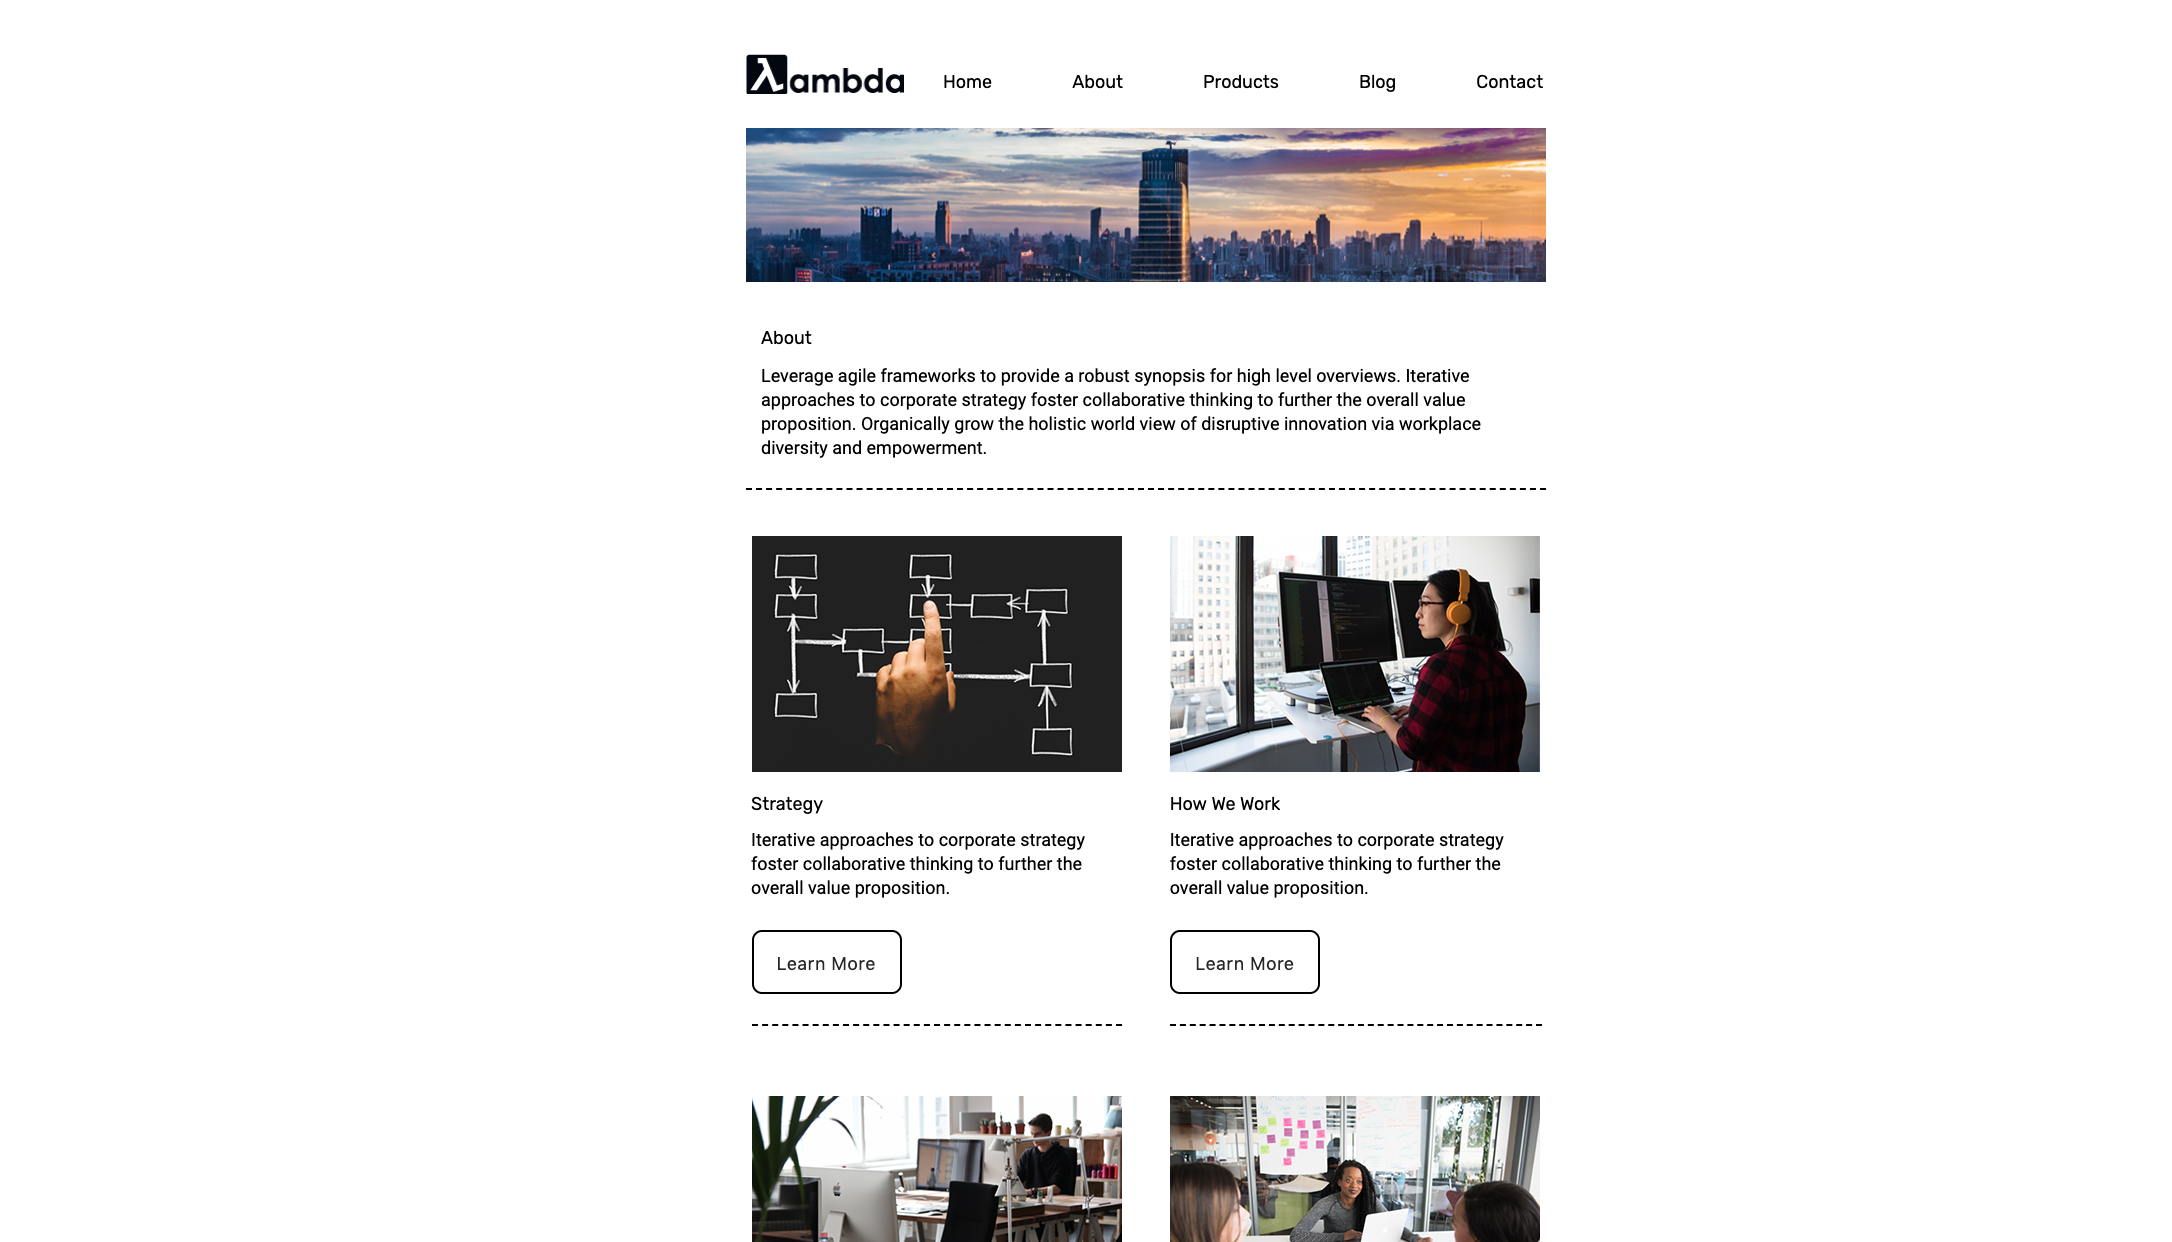 λambda
Home About Products Blog Contact
About
Leverage agile frameworks to provide a robust synopsis for high level overviews. Iterative
approaches to corporate strategy foster collaborative thinking to further the overall value
proposition. Organically grow the holistic world view of disruptive innovation via workplace
diversity and empowerment.
Strategy
Iterative approaches to corporate strategy
foster collaborative thinking to further the
overall value proposition.
Learn More
How We Work
Iterative approaches to corporate strategy
foster collaborative thinking to further the
overall value proposition.
Learn More